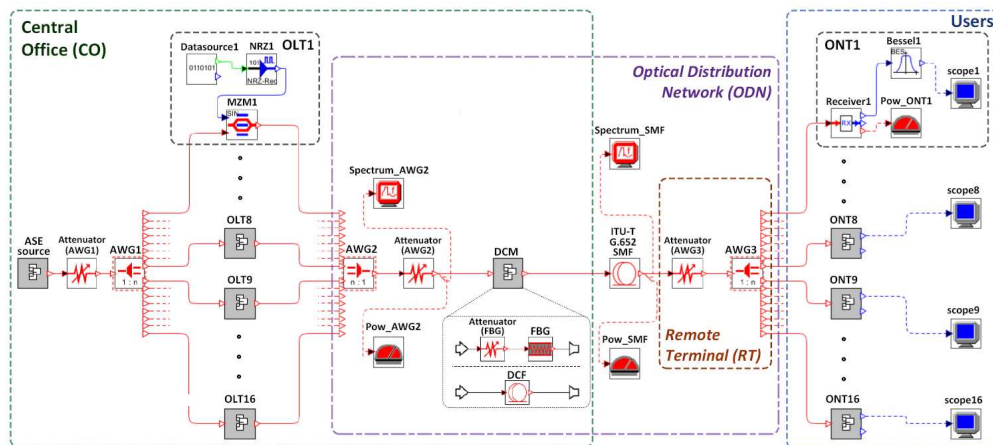 Central
Office (CO)
OLT1
Datasource1
NRZ1
0110101
NRZ-Rec
MZM1
SIN
Optical Distribution
Network (ODN)
Users
ONT1
Bessel1
BES
scope1
Receiver1
RX
Pow_ONT1
Spectrum_SMF
Spectrum_AWG2
ASE
source
Attenuator
(AWG1)
AWG1
1 : n
OLT8
OLT9
OLT16
AWG2
n : 1
Attenuator
(AWG2)
DCM
ITU-T
G.652
SMF
Attenuator
(AWG3)
AWG3
1 : n
ONT8
scope8
ONT9
scope9
ONT16
scope16
Pow_AWG2
Attenuator
(FBG)
FBG
DCF
Pow_SMF
Remote
Terminal (RT)